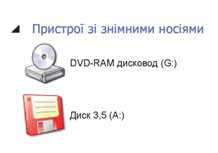 Пристрої зі знімними носіями
DVD-RAM дисковод (G:)
Диск 3,5 (A:)